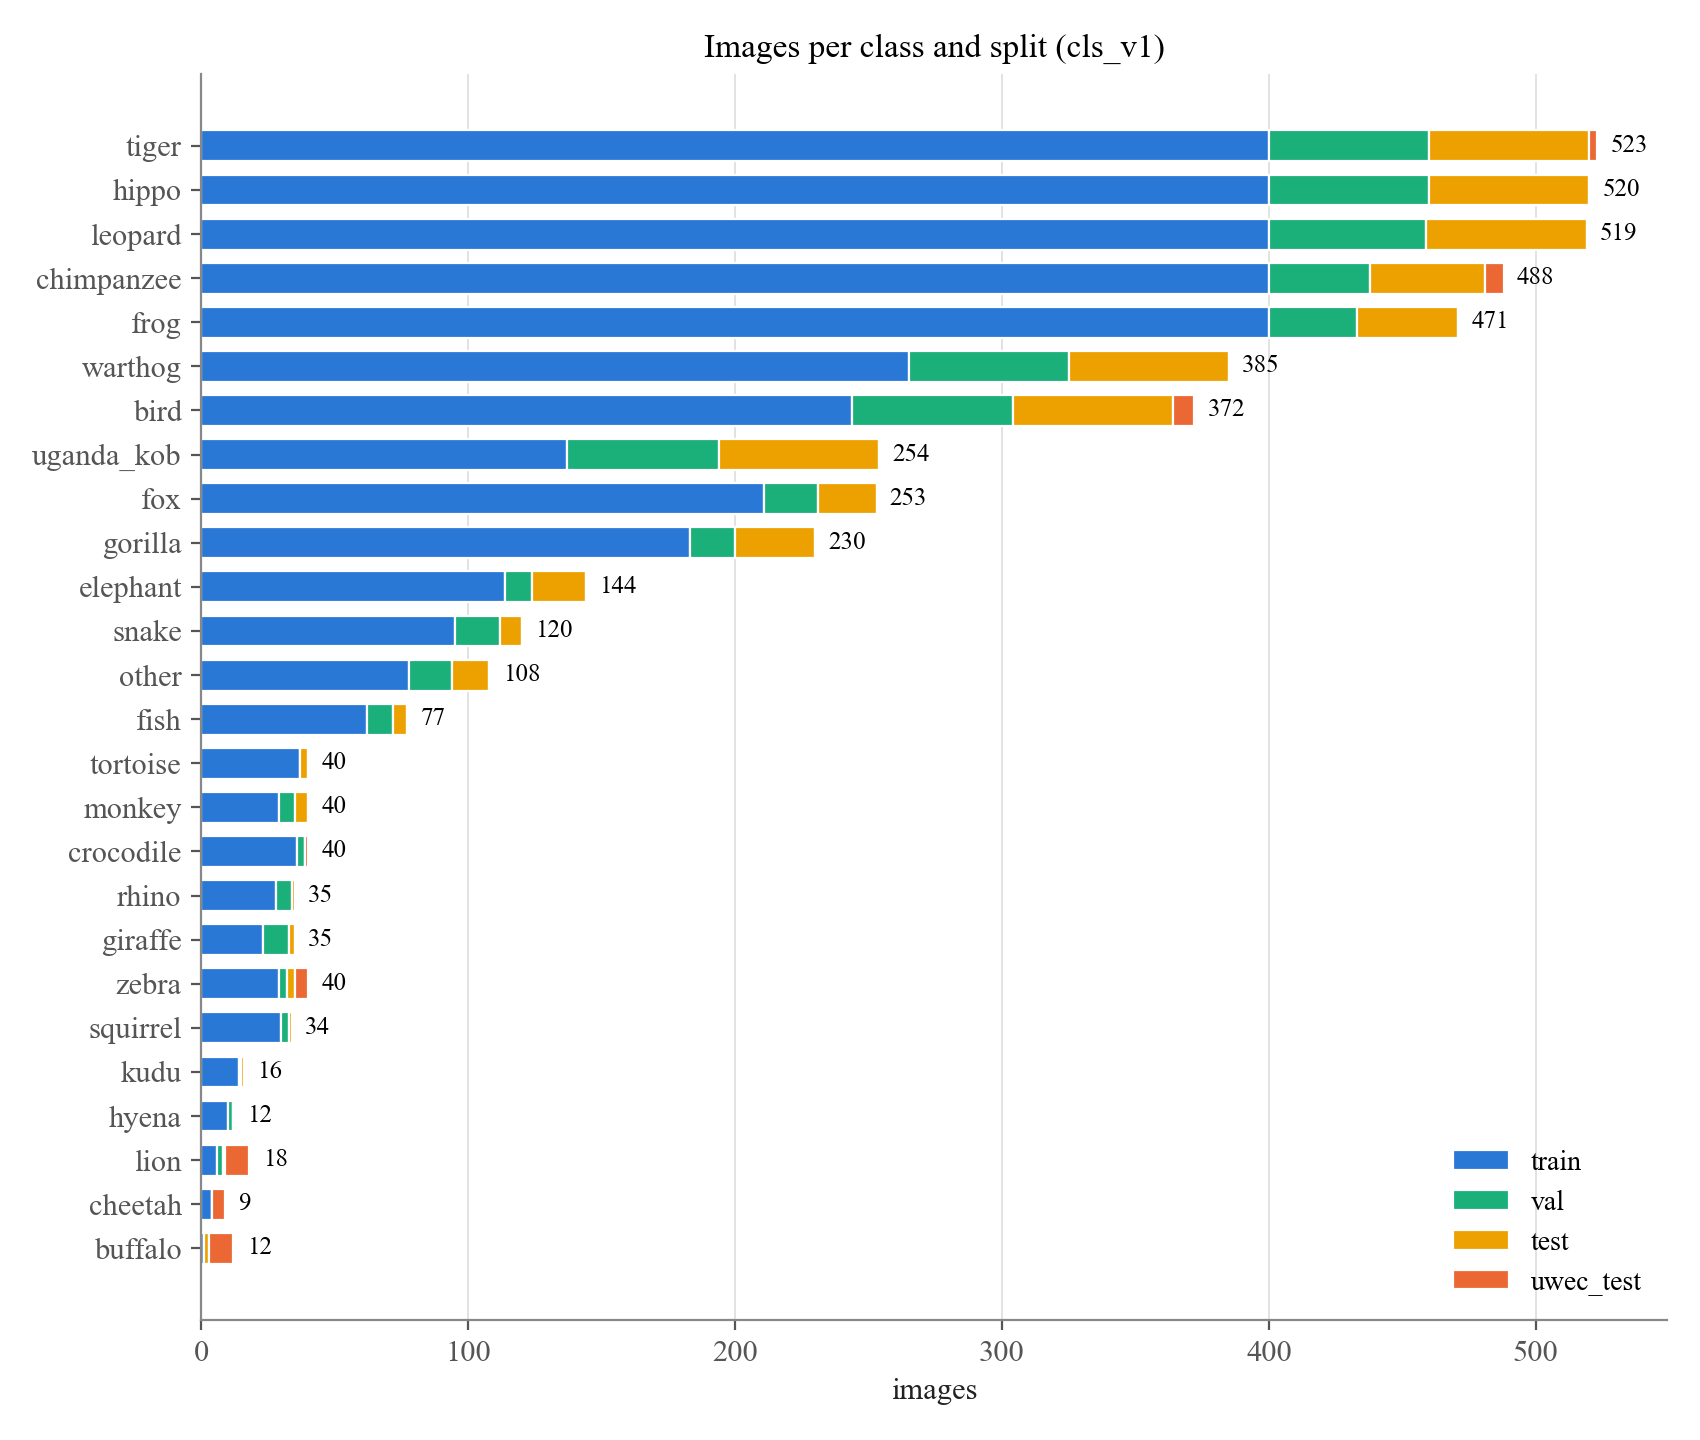 Images per class and split (cls_v1)
tiger 523
hippo 520
leopard 519
chimpanzee 488
frog 471
warthog 385
bird 372
uganda_kob 254
fox 253
gorilla 230
elephant 144
snake 120
other 108
fish 77
tortoise 40
monkey 40
crocodile 40
rhino 35
giraffe 35
zebra 40
squirrel 34
kudu 16
hyena 12
lion 18
cheetah 9
buffalo 12
train
val
test
uwec_test
0 100 200 300 400 500
images